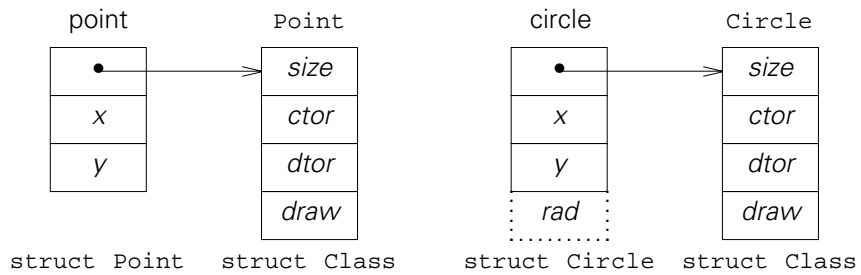 point Point circle Circle
size size
x ctor x ctor
y dtor y dtor
draw rad draw
struct Point struct Class struct Circle struct Class